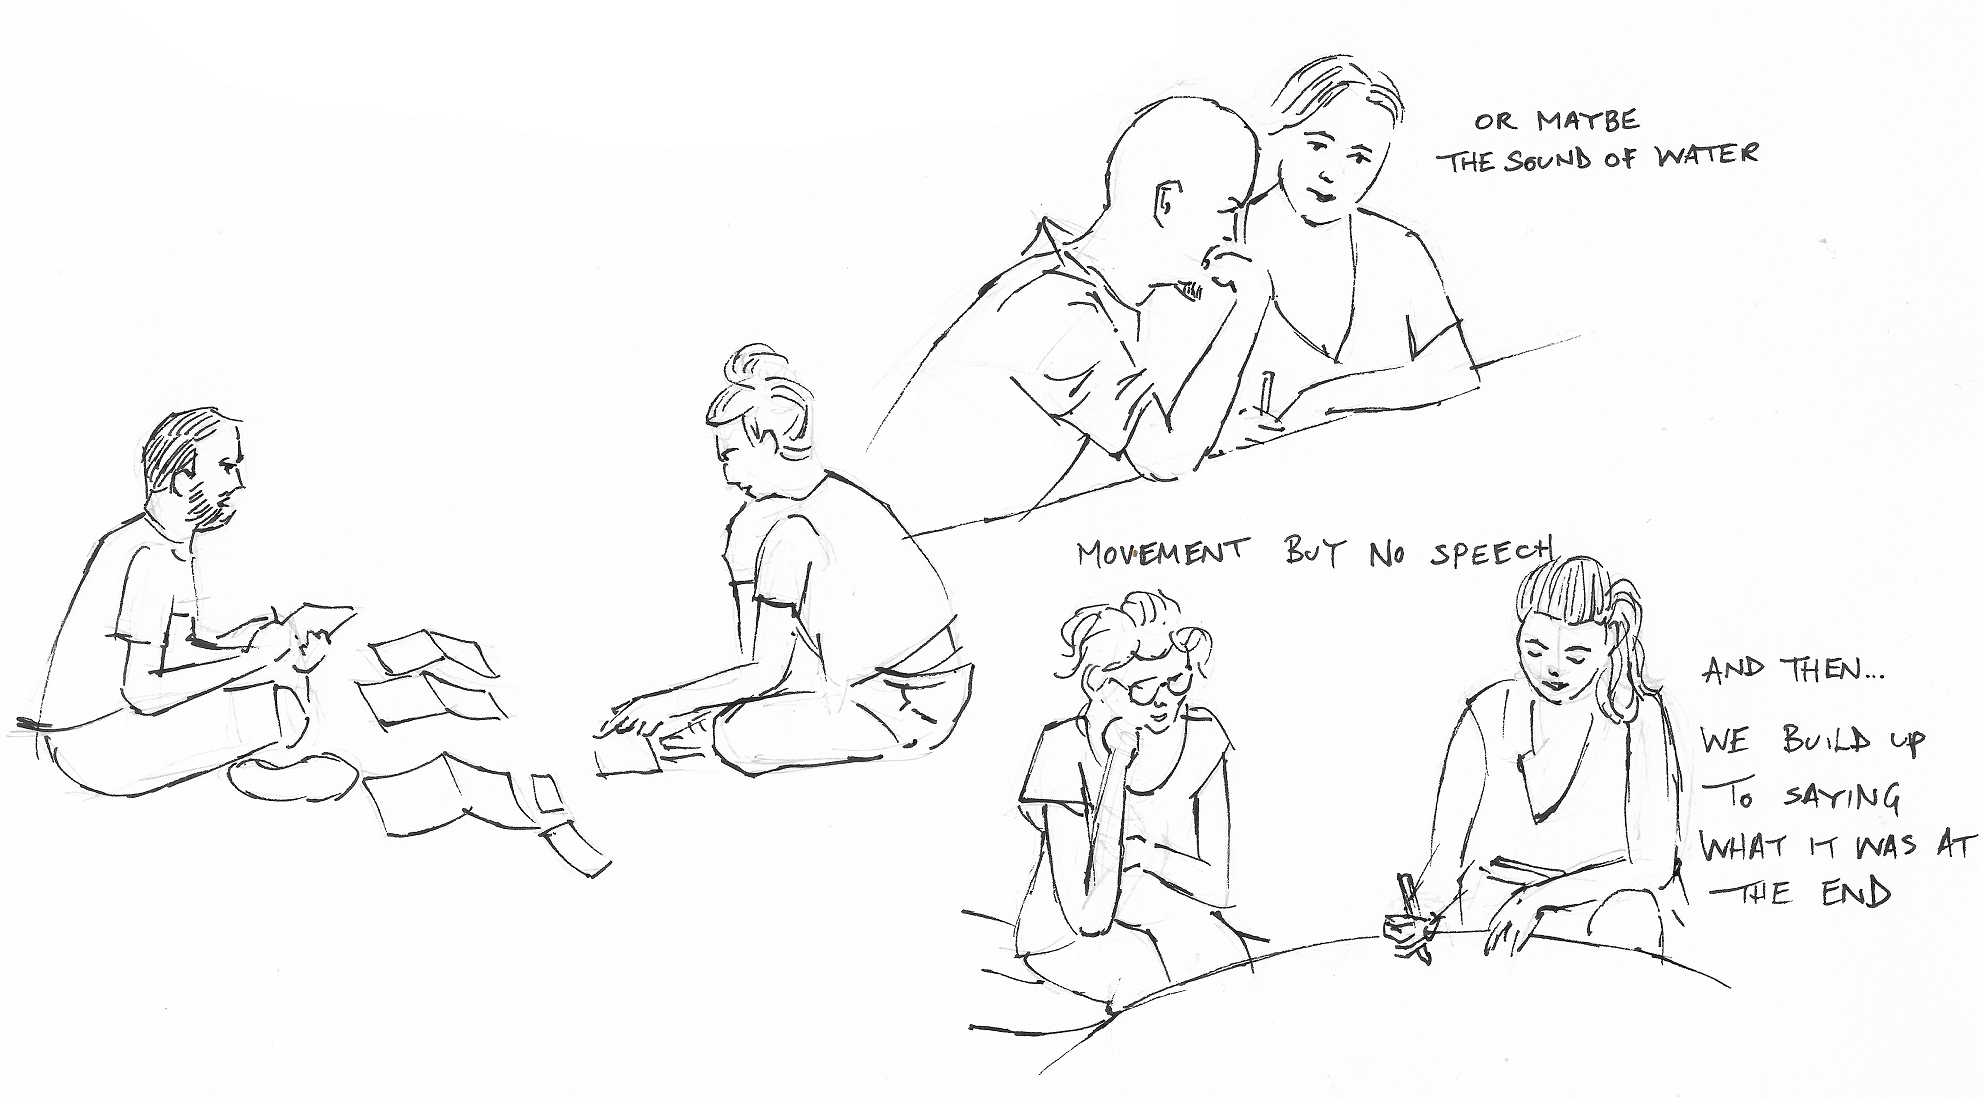 OR MAYBE
THE SOUND OF WATER
MOVEMENT BUT NO SPEECH
AND THEN...
WE BUILD UP
TO SAYING
WHAT IT WAS AT
THE END